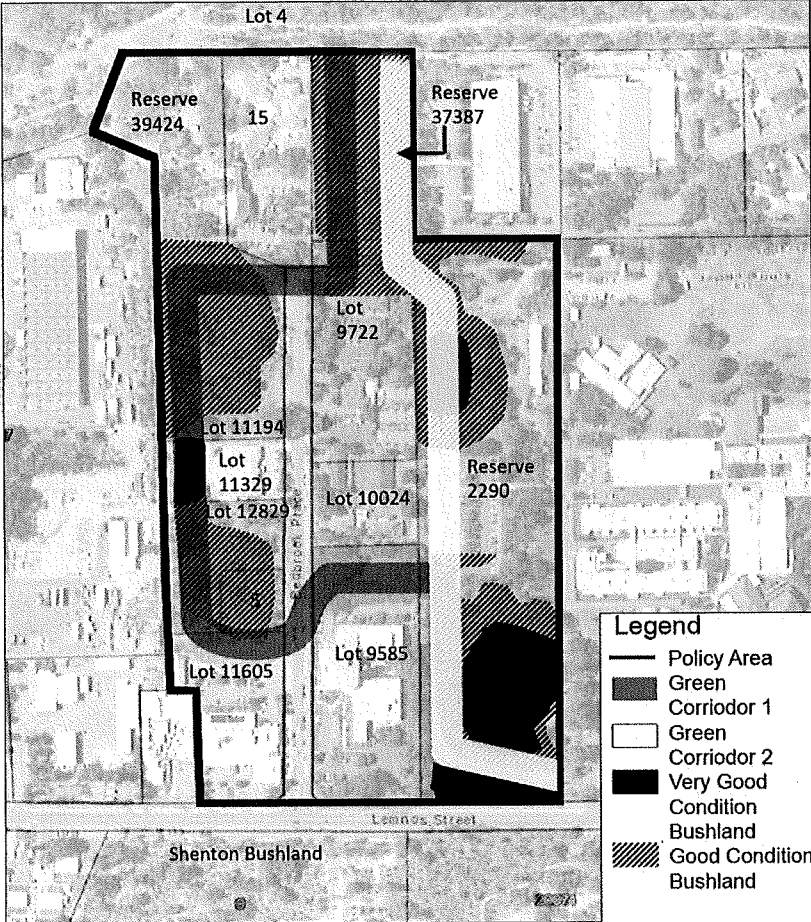 Lot 4
Reserve
39424
15
Reserve
37387
Lot
9722
Lot 11194
Lot
11329
Lot 12829
Lot 10024
Reserve
2290
Lot 11605
Lot 9585
Lemnos Street
Shenton Bushland
Legend
Policy Area
Green
Corriodor 1
Green
Corriodor 2
Very Good
Condition
Bushland
Good Condition
Bushland